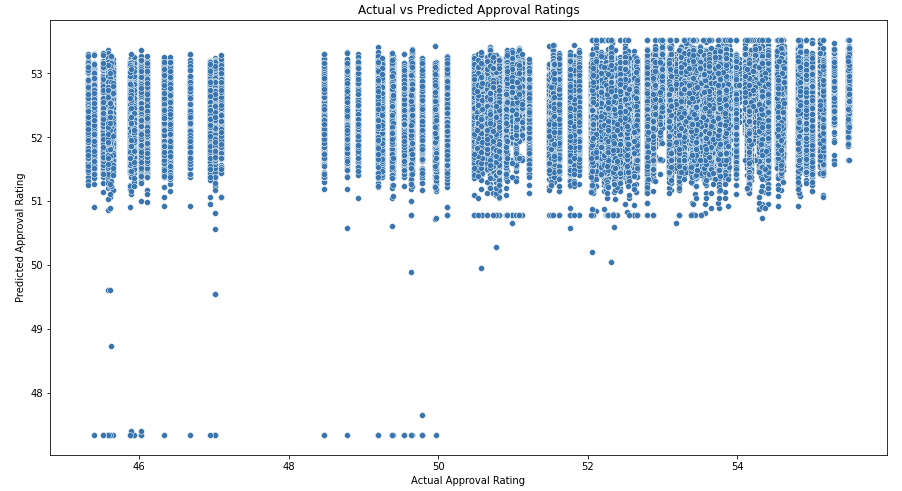 Actual vs Predicted Approval Ratings
53
52
51
50
49
48
Predicted Approval Rating
46 48 50 52 54
Actual Approval Rating